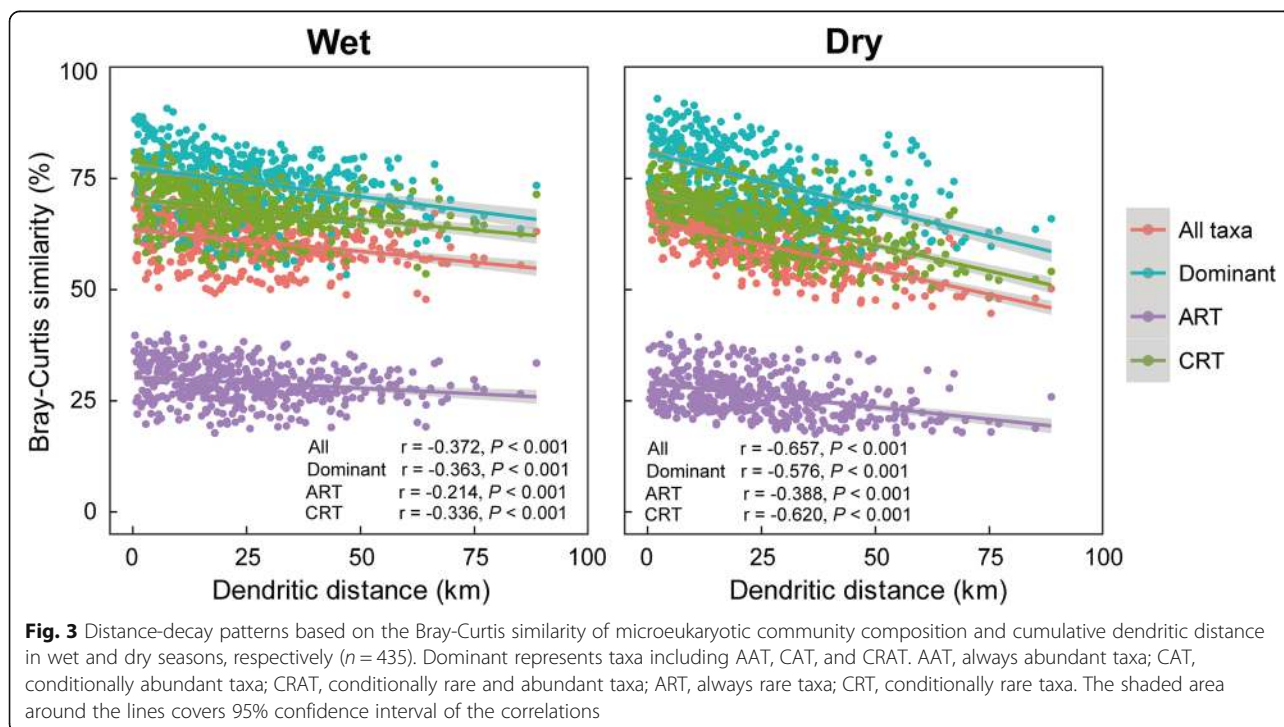 Wet
Dry
Bray-Curtis similarity (%)
100
75
50
25
0
All r = -0.372, P < 0.001
Dominant r = -0.363, P < 0.001
ART r = -0.214, P < 0.001
CRT r = -0.336, P < 0.001
0 25 50 75 100
Dendritic distance (km)
All r = -0.657, P < 0.001
Dominant r = -0.576, P < 0.001
ART r = -0.388, P < 0.001
CRT r = -0.620, P < 0.001
0 25 50 75 100
Dendritic distance (km)
All taxa
Dominant
ART
CRT
Fig. 3 Distance-decay patterns based on the Bray-Curtis similarity of microeukaryotic community composition and cumulative dendritic distance
in wet and dry seasons, respectively (n = 435). Dominant represents taxa including AAT, CAT, and CRAT. AAT, always abundant taxa; CAT,
conditionally abundant taxa; CRAT, conditionally rare and abundant taxa; ART, always rare taxa; CRT, conditionally rare taxa. The shaded area
around the lines covers 95% confidence interval of the correlations